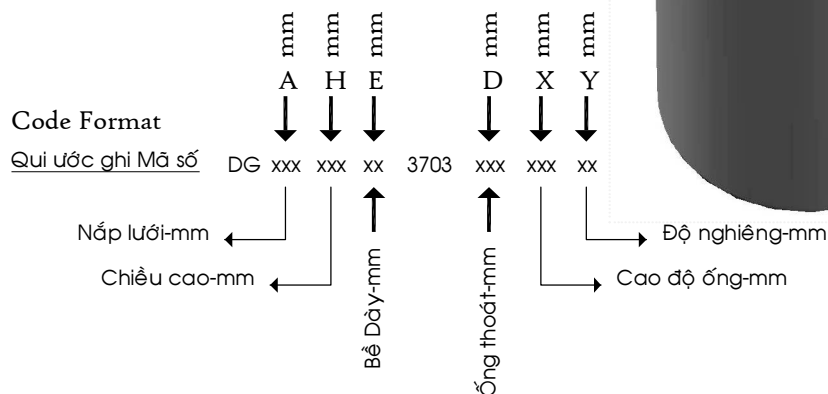 mm mm mm mm mm mm
A H E D X Y
Code Format
Qui ước ghi Mã số DG xxx xxx xx 3703 xxx xxx xx
Nắp lưới-mm
Độ nghiêng-mm
Chiều cao-mm
Cao độ ống-mm
Bề Dày-mm
Ống thoát-mm